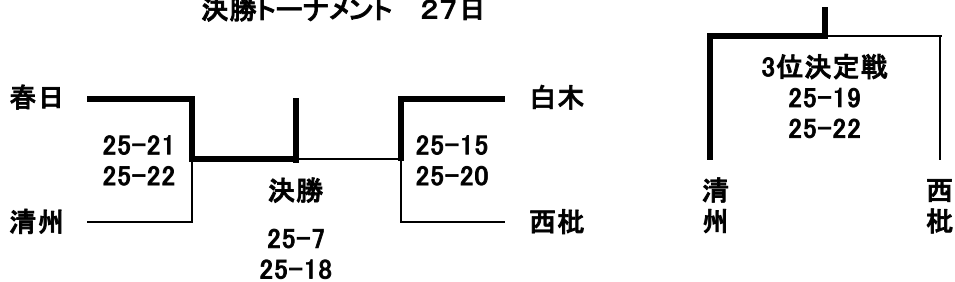 決勝トーナメント　２７日
春日
25-21
25-22
清州
決勝
25-7
25-18
白木
25-15
25-20
西枇
3位決定戦
25-19
25-22
清州
西枇